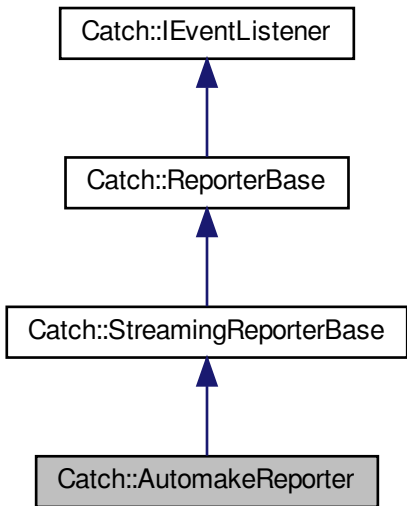 Catch::IEventListener
Catch::ReporterBase
Catch::StreamingReporterBase
Catch::AutomakeReporter